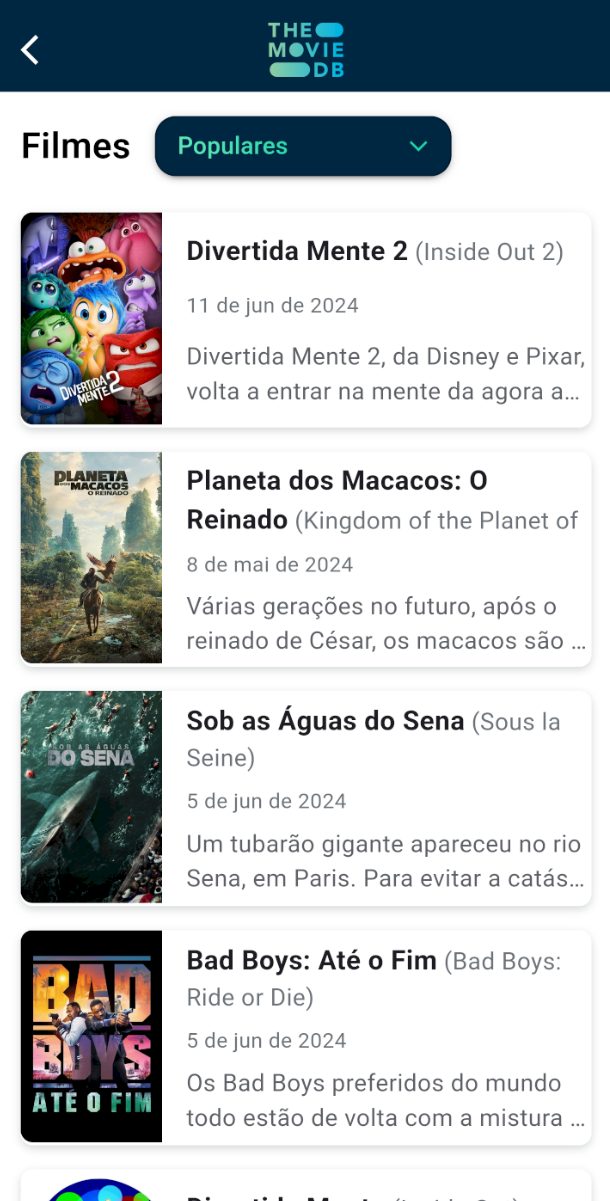 THE
MOVIE
DB
Filmes
Populares
DIVERTIDA
MENTE 2
Divertida Mente 2 (Inside Out 2)
11 de jun de 2024
Divertida Mente 2, da Disney e Pixar,
volta a entrar na mente da agora a...
PLANETA
DOS MACACOS
O REINADO
Planeta dos Macacos: O
Reinado (Kingdom of the Planet of
8 de mai de 2024
Várias gerações no futuro, após o
reinado de César, os macacos são ...
SOB AS ÁGUAS
DO SENA
Sob as Águas do Sena (Sous la
Seine)
5 de jun de 2024
Um tubarão gigante apareceu no rio
Sena, em Paris. Para evitar a catás...
BAD
BOYS
ATÉ O FIM
Bad Boys: Até o Fim (Bad Boys:
Ride or Die)
5 de jun de 2024
Os Bad Boys preferidos do mundo
todo estão de volta com a mistura ...